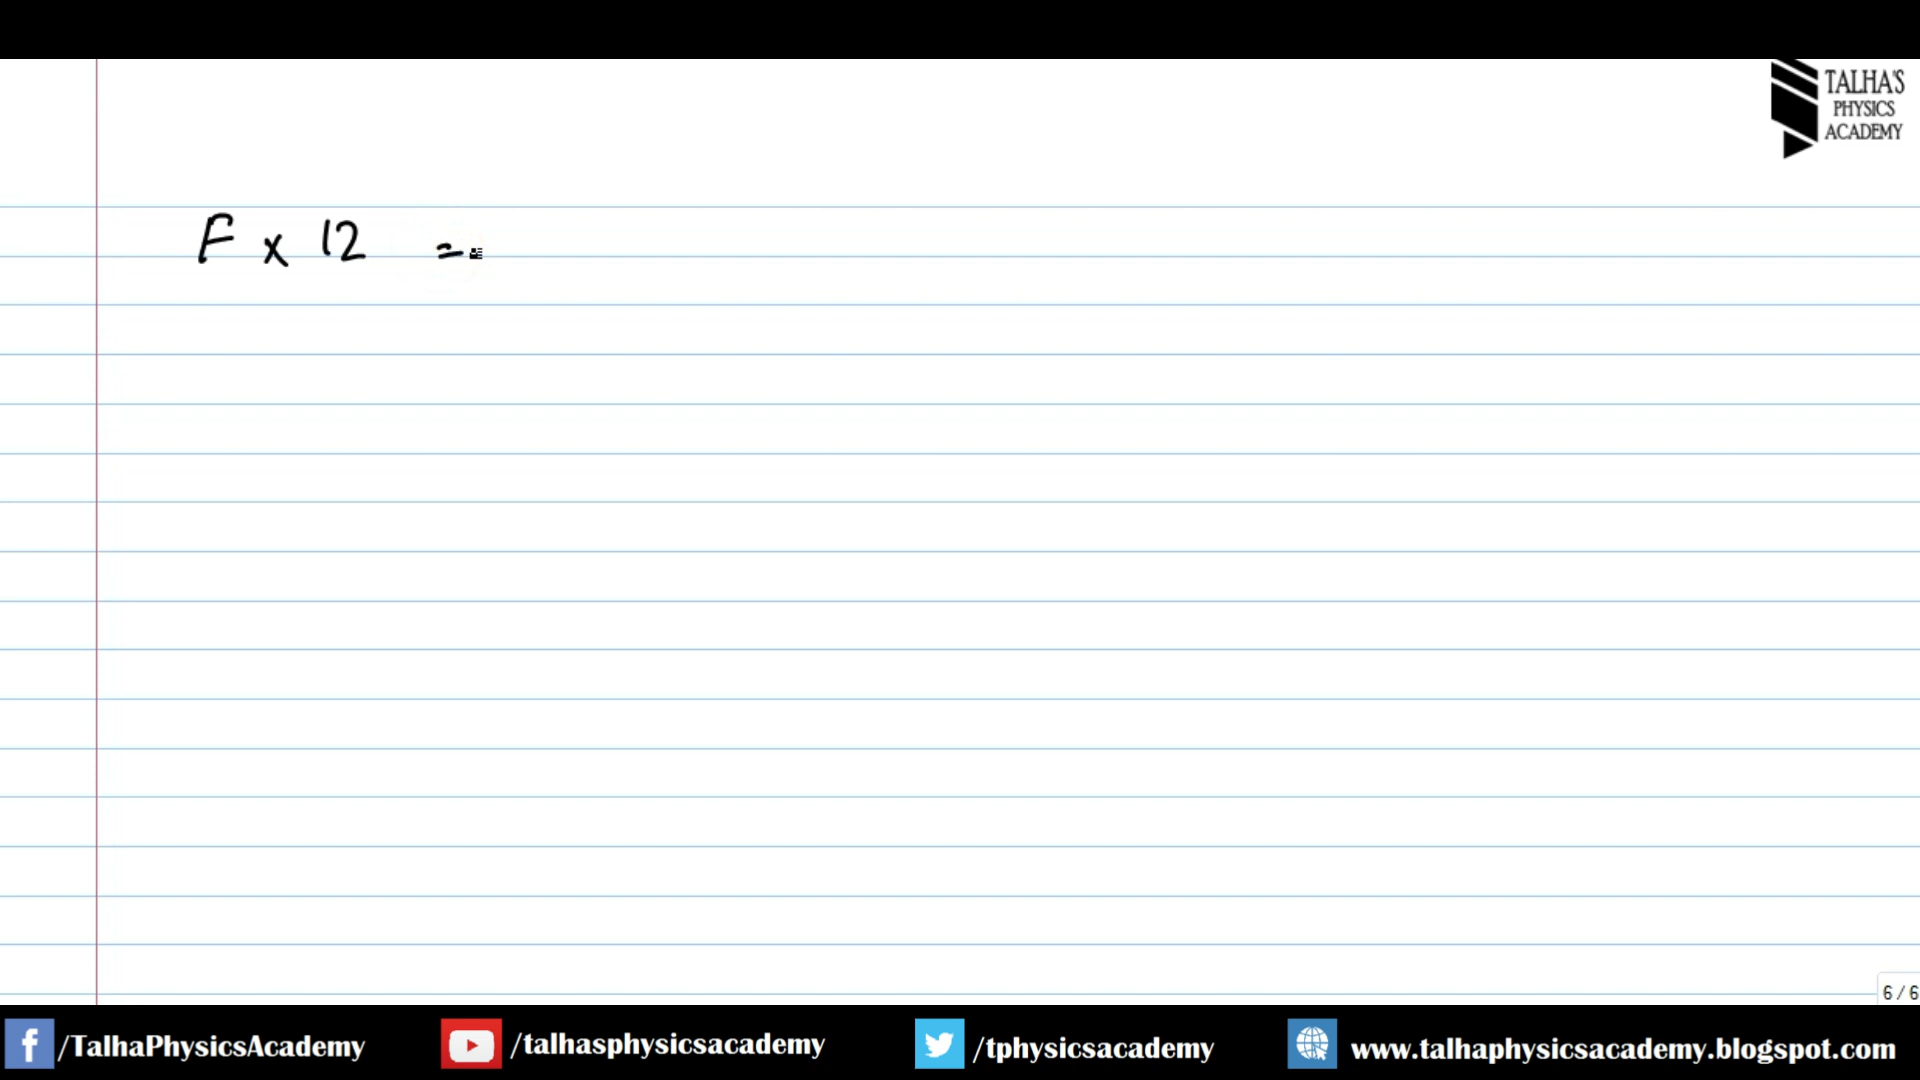 TALHA'S
PHYSICS
ACADEMY
F x 12 =
6 / 6
/TalhaPhysicsAcademy
/talhasphysicsacademy
/tphysicsacademy
www.talhaphysicsacademy.blogspot.com